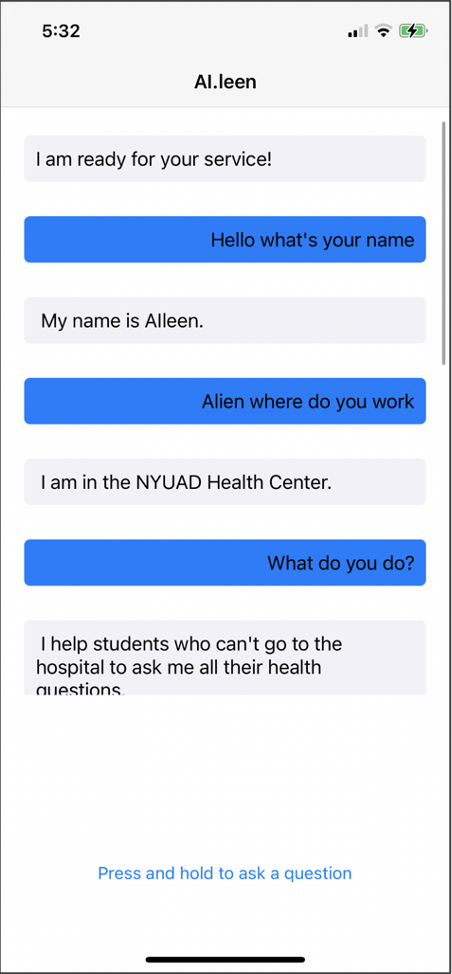 5:32
AI.leen
I am ready for your service!
Hello what's your name
My name is AIleen.
Alien where do you work
I am in the NYUAD Health Center.
What do you do?
I help students who can't go to the
hospital to ask me all their health
questions.
Press and hold to ask a question